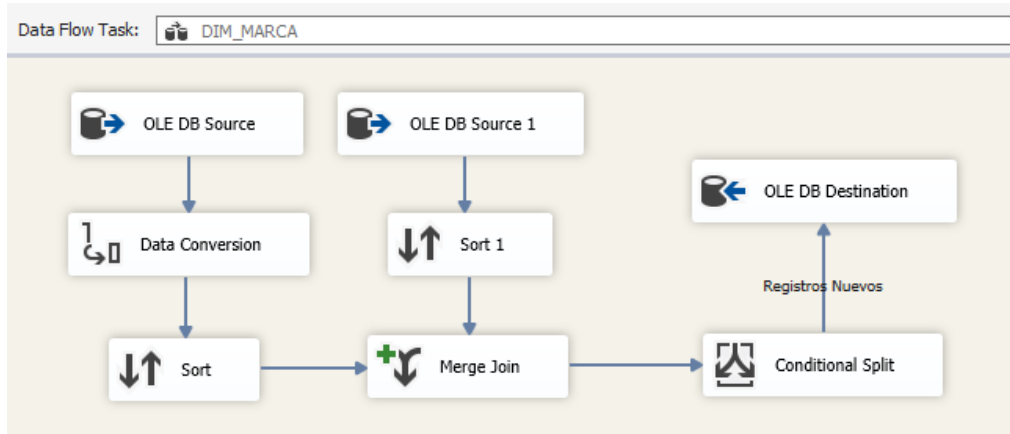 Data Flow Task: DIM_MARCA
OLE DB Source
OLE DB Source 1
OLE DB Destination
Data Conversion
Sort 1
Registros Nuevos
Sort
Merge Join
Conditional Split